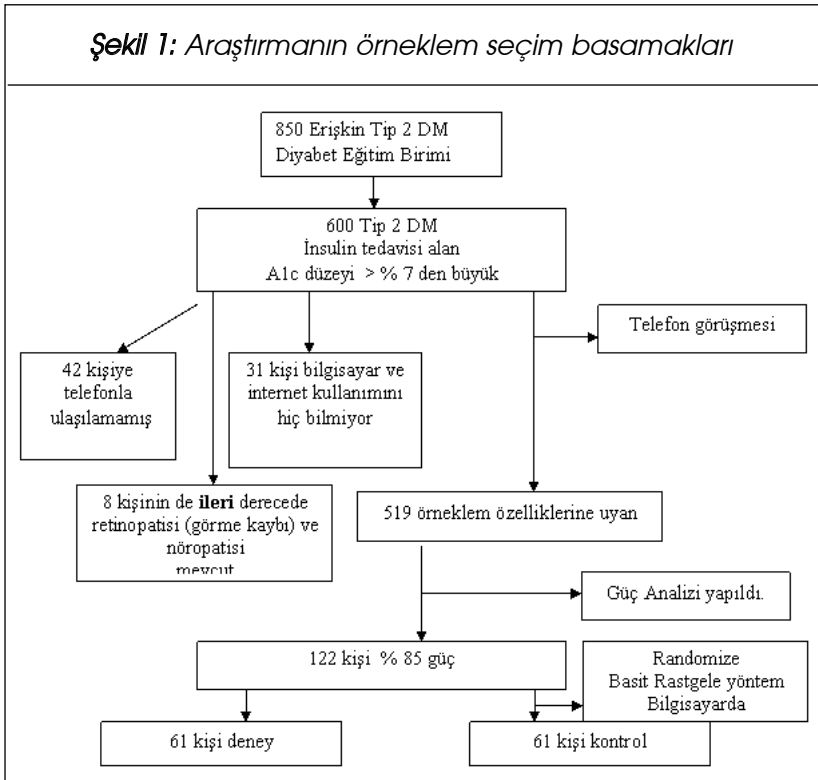 Şekil 1: Araştırmanın örneklem seçim basamakları
850 Erişkin Tip 2 DM
Diyabet Eğitim Birimi
600 Tip 2 DM
İnsulin tedavisi alan
A1c düzeyi > % 7 den büyük
Telefon görüşmesi
42 kişiye
telefonla
ulaşılamamış
31 kişi bilgisayar ve
internet kullanımını
hiç bilmiyor
8 kişinin de ileri derecede
retinopatisi (görme kaybı) ve
nöropatisi
mevcut
519 örneklem özelliklerine uyan
Güç Analizi yapıldı.
122 kişi % 85 güç
Randomize
Basit Rastgele yöntem
Bilgisayarda
61 kişi deney
61 kişi kontrol